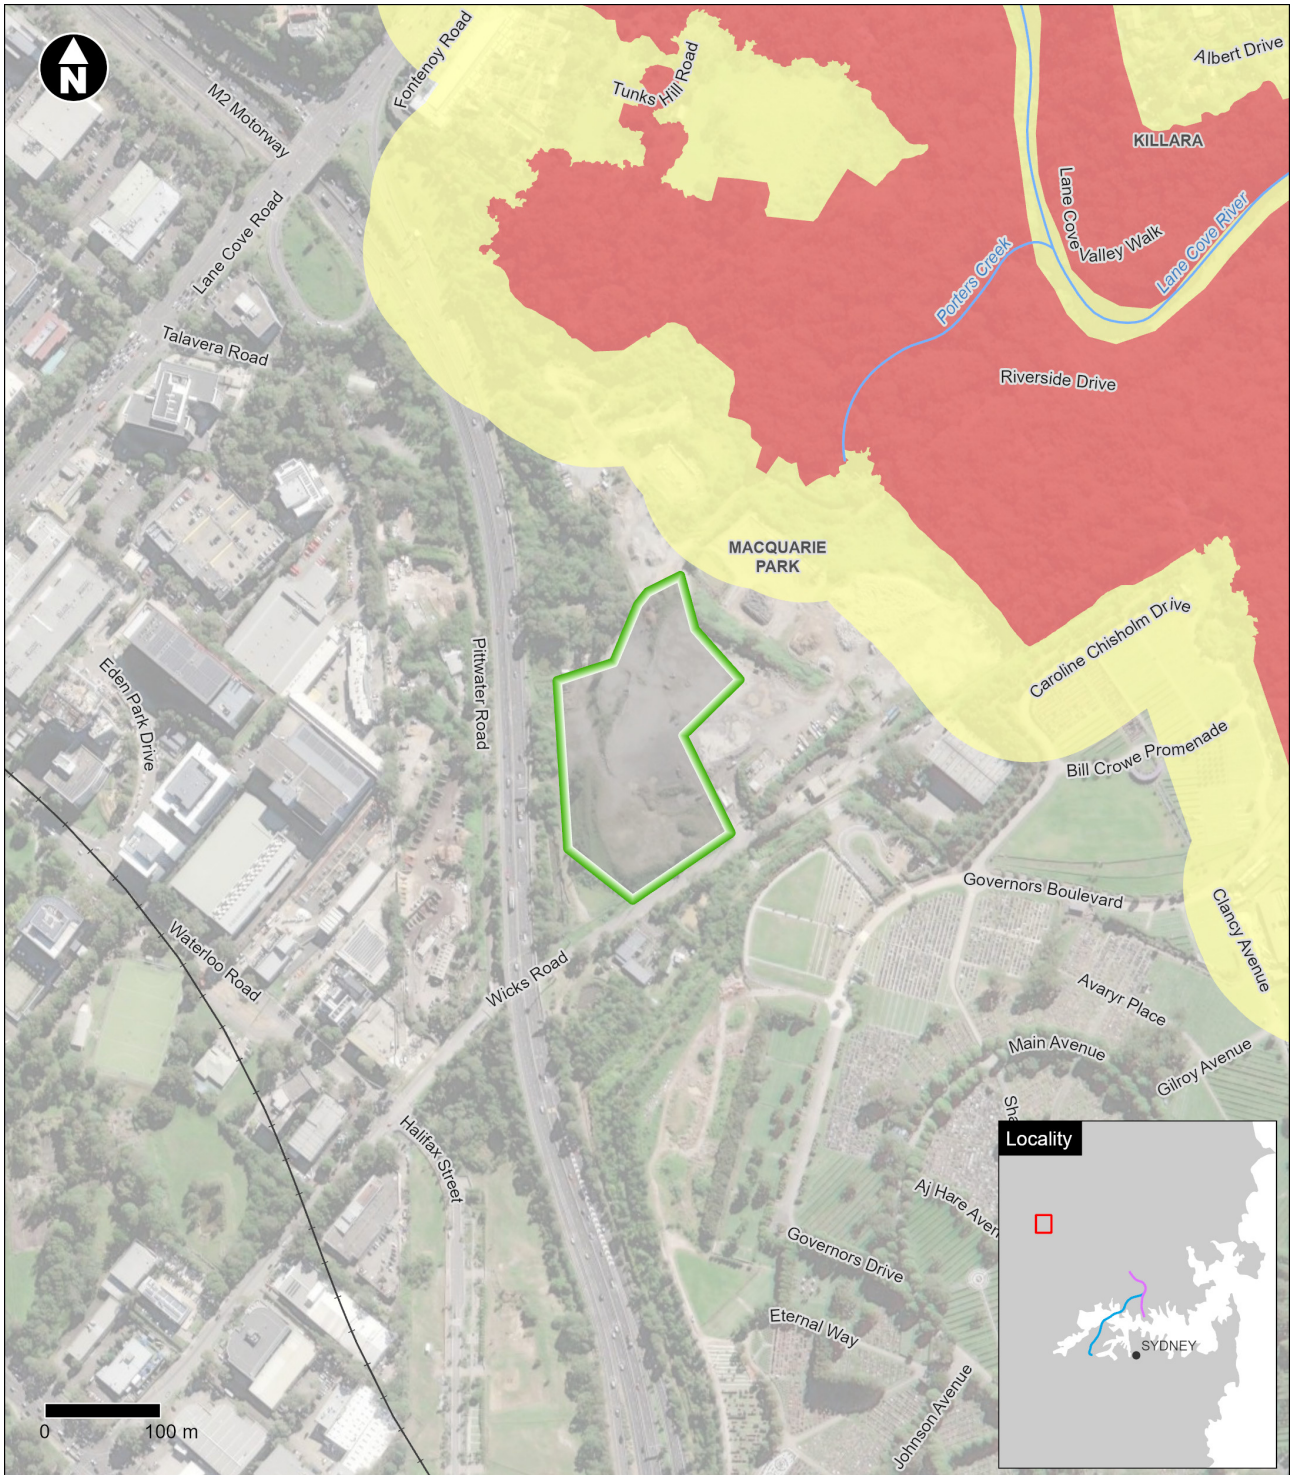 N
Fontenoy Road
Albert Drive
M2 Motorway
Tunks Hill Road
KILLARA
Lane Cove
Valley Walk
Lane Cove River
Lane Cove Road
Porters Creek
Talavera Road
Riverside Drive
MACQUARIE
PARK
Caroline Chisholm Drive
Pittwater Road
Eden Park Drive
Bill Crowe Promenade
Governors Boulevard
Clancy Avenue
Waterloo Road
Wicks Road
Avaryr Place
Main Avenue
Gilroy Avenue
Sha
Halifax Street
Locality
Aj Hare Aven
Governors Drive
Eternal Way
SYDNEY
Johnson Avenue
0
100 m